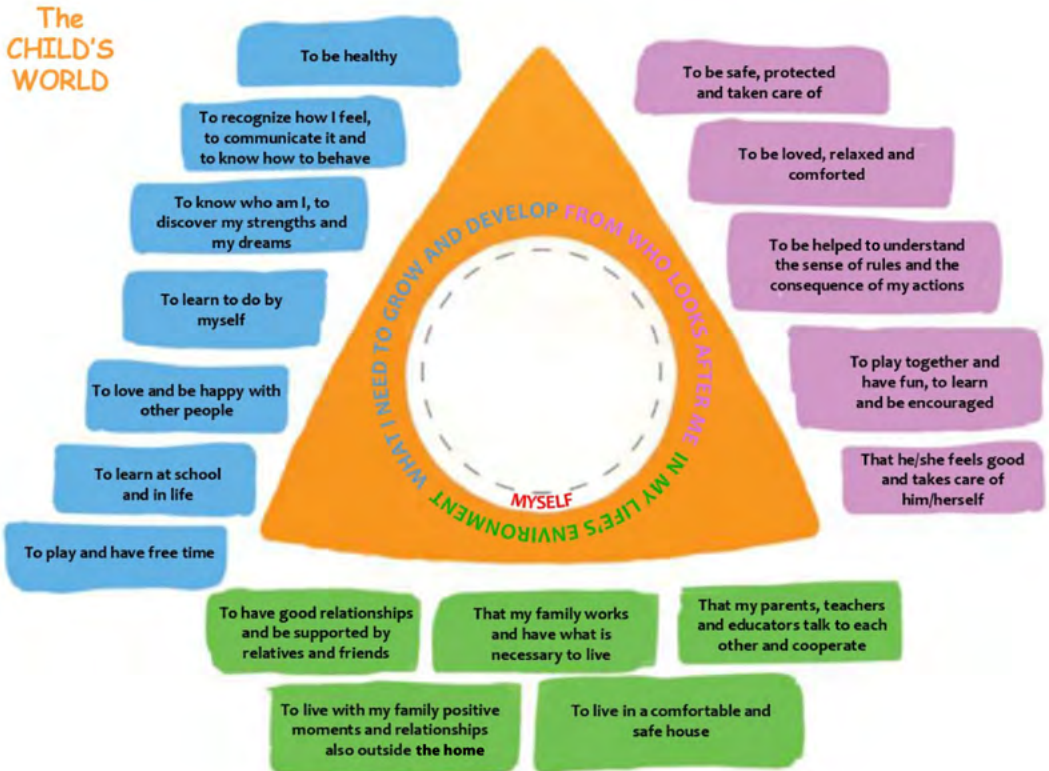 The
CHILD'S
WORLD
To be healthy
To recognize how I feel,
to communicate it and
to know how to behave
To know who am I, to
discover my strengths and
my dreams
To learn to do by
myself
To love and be happy with
other people
To learn at school
and in life
To play and have free time
WHAT I NEED TO GROW AND DEVELOP
FROM WHO LOOKS AFTER ME
IN MY LIFE'S ENVIRONMENT
MYSELF
To be safe, protected
and taken care of
To be loved, relaxed and
comforted
To be helped to understand
the sense of rules and the
consequence of my actions
To play together and
have fun, to learn
and be encouraged
That he/she feels good
and takes care of
him/herself
To have good relationships
and be supported by
relatives and friends
That my family works
and have what is
necessary to live
That my parents, teachers
and educators talk to each
other and cooperate
To live with my family positive
moments and relationships
also outside the home
To live in a comfortable and
safe house